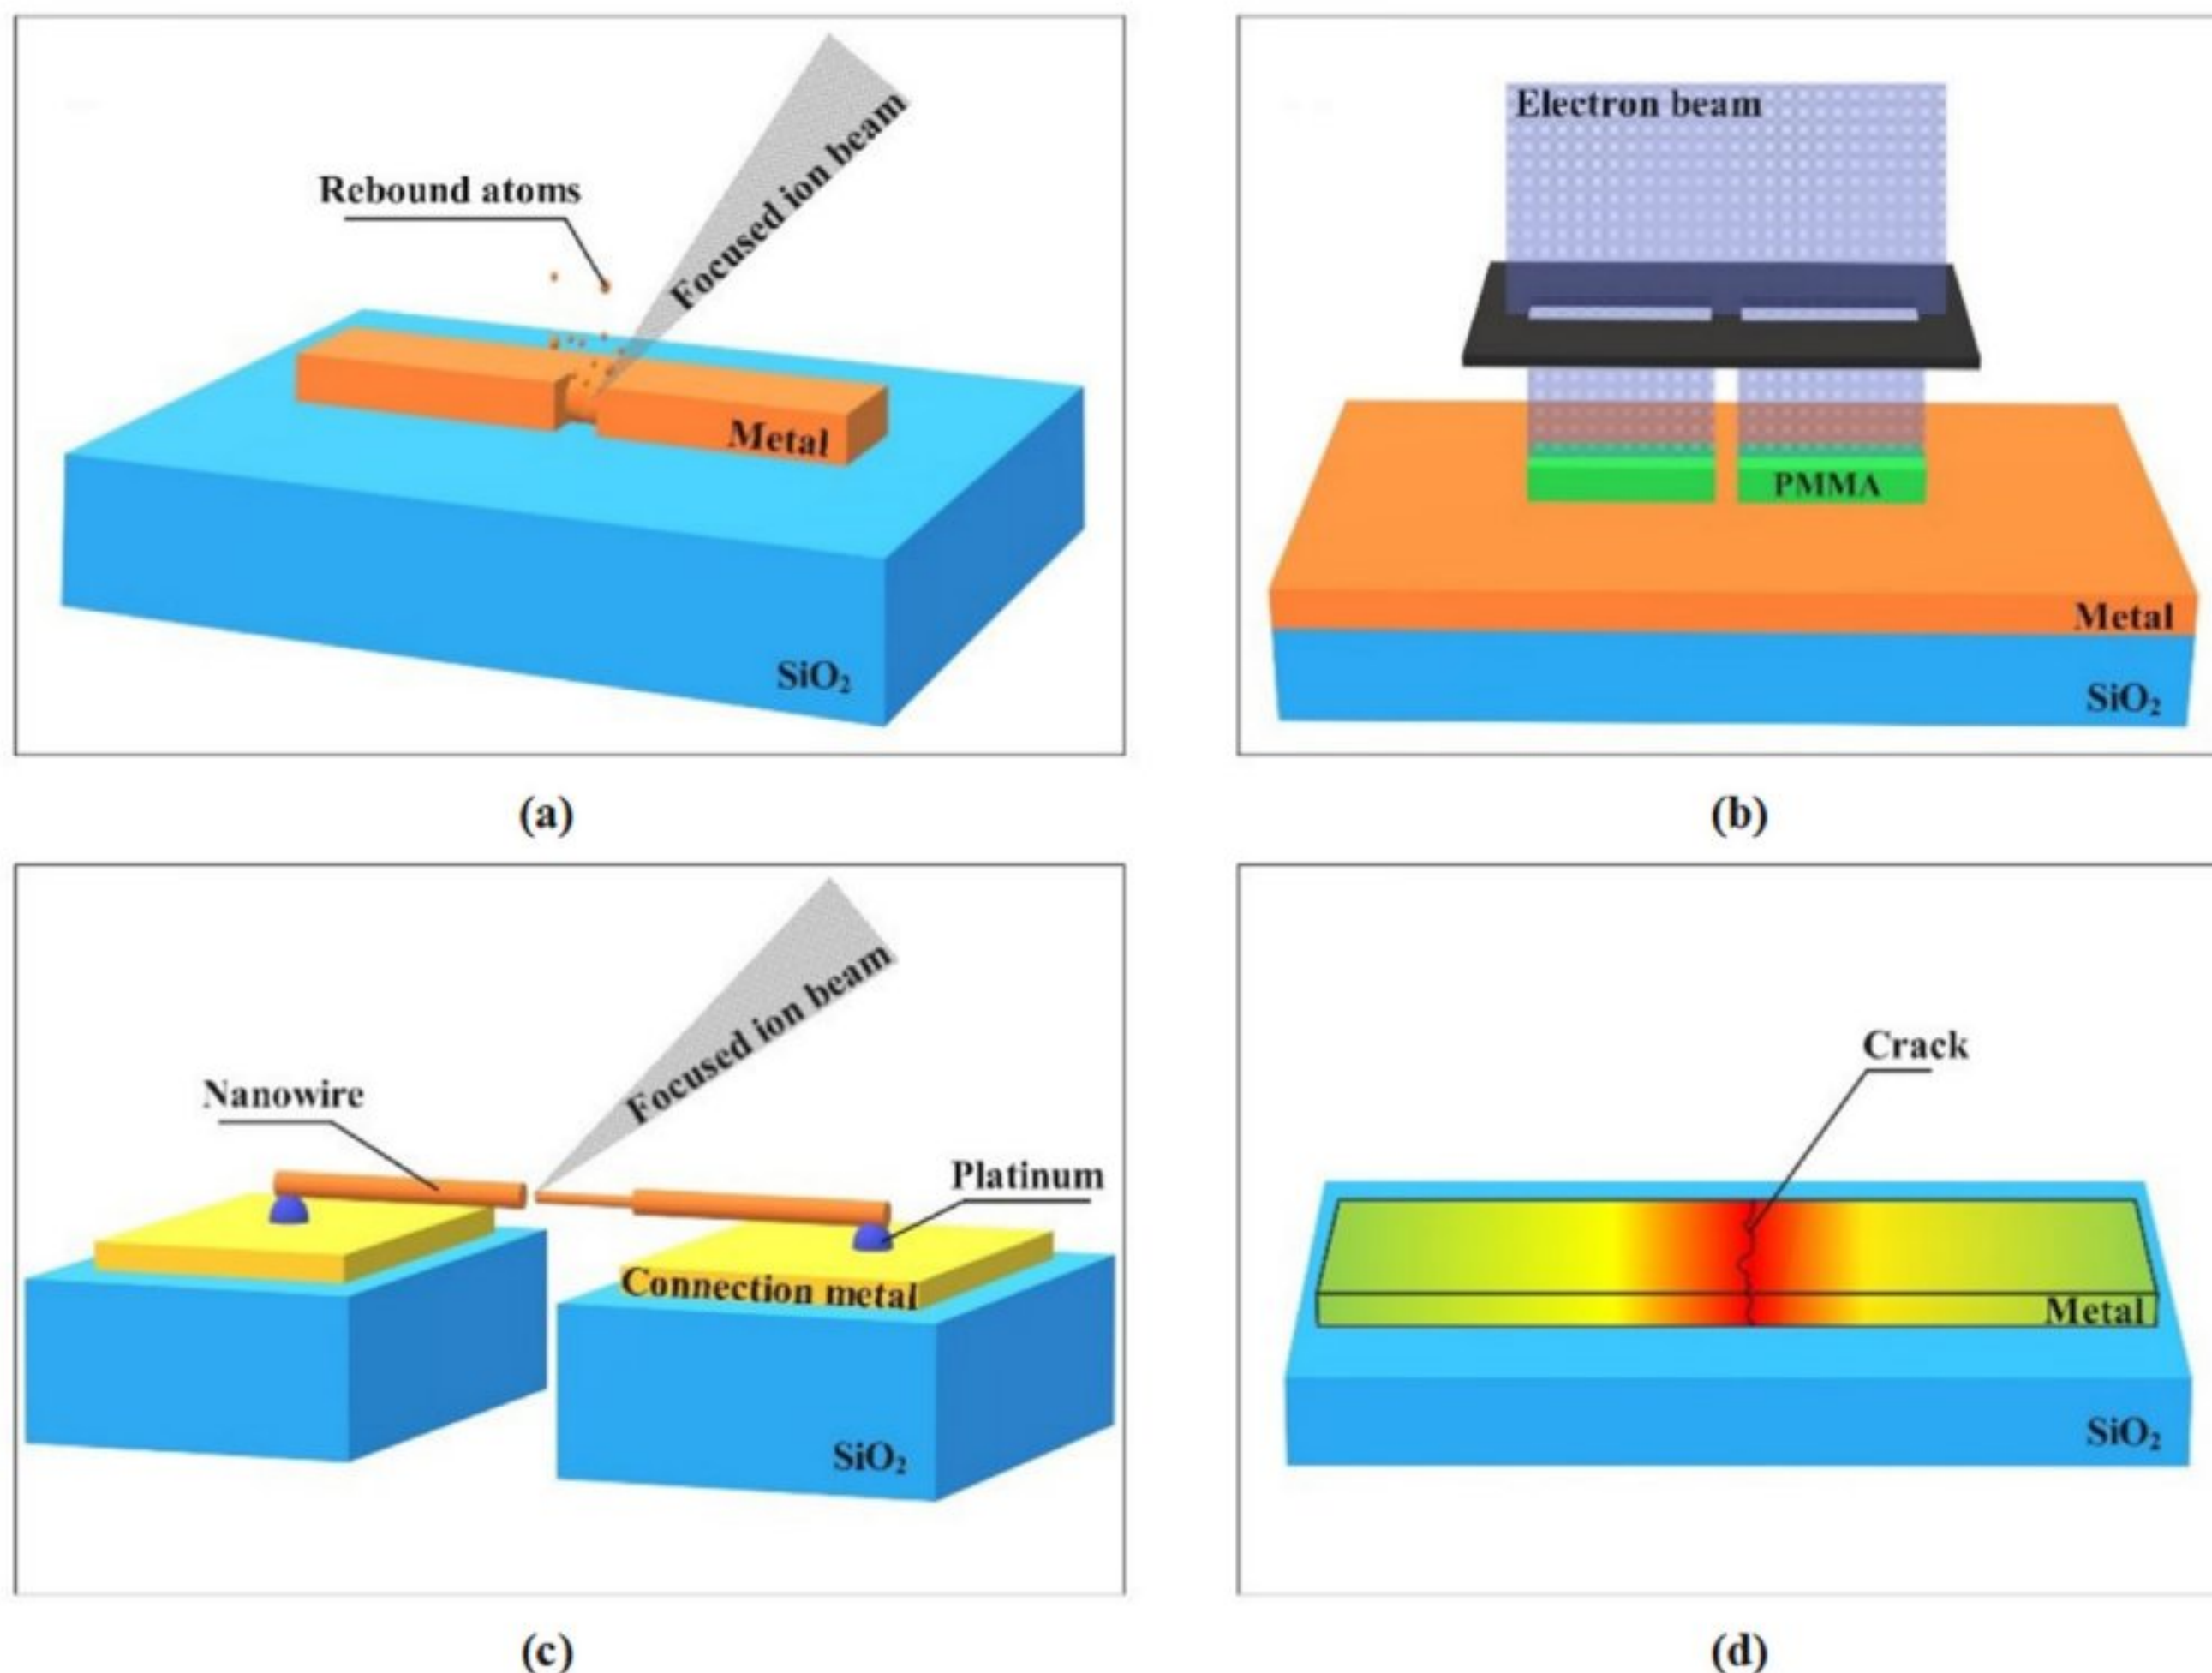 Rebound atoms
Focused ion beam
Metal
SiO₂
(a)
Electron beam
PMMA
Metal
SiO₂
(b)
Focused ion beam
Nanowire
Platinum
Connection metal
SiO₂
(c)
Crack
Metal
SiO₂
(d)